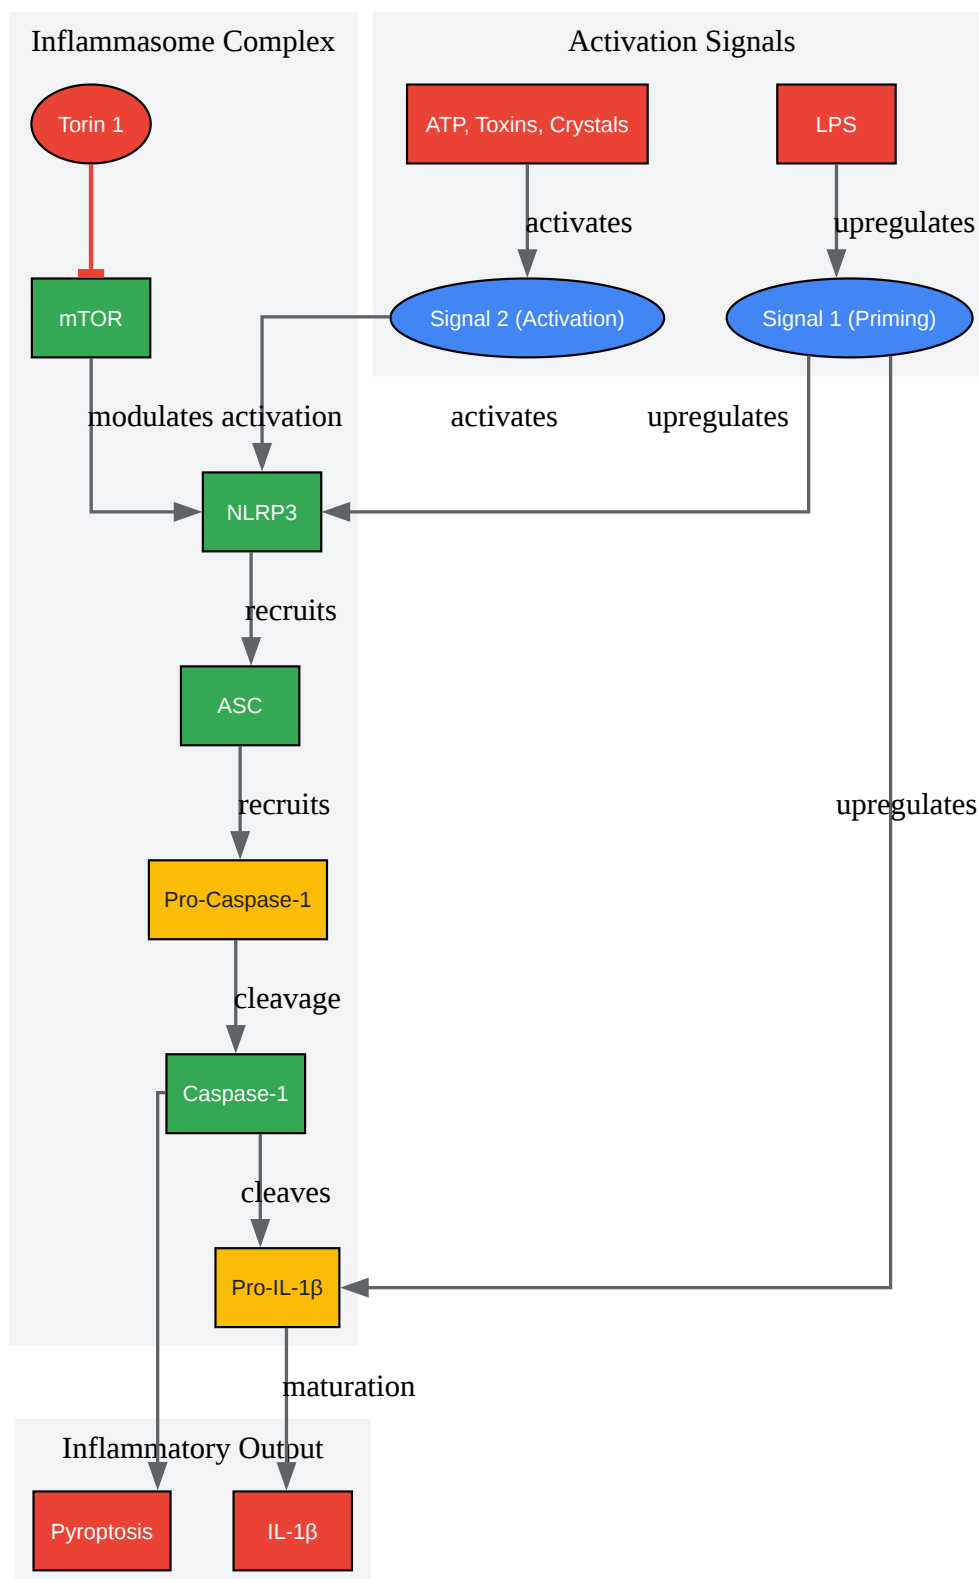 Inflammasome Complex
Activation Signals
Torin 1
ATP, Toxins, Crystals
LPS
activates
upregulates
mTOR
Signal 2 (Activation)
Signal 1 (Priming)
modulates activation
activates
upregulates
NLRP3
recruits
ASC
recruits
upregulates
Pro-Caspase-1
cleavage
Caspase-1
cleaves
Pro-IL-1β
maturation
Inflammatory Output
Pyroptosis
IL-1β